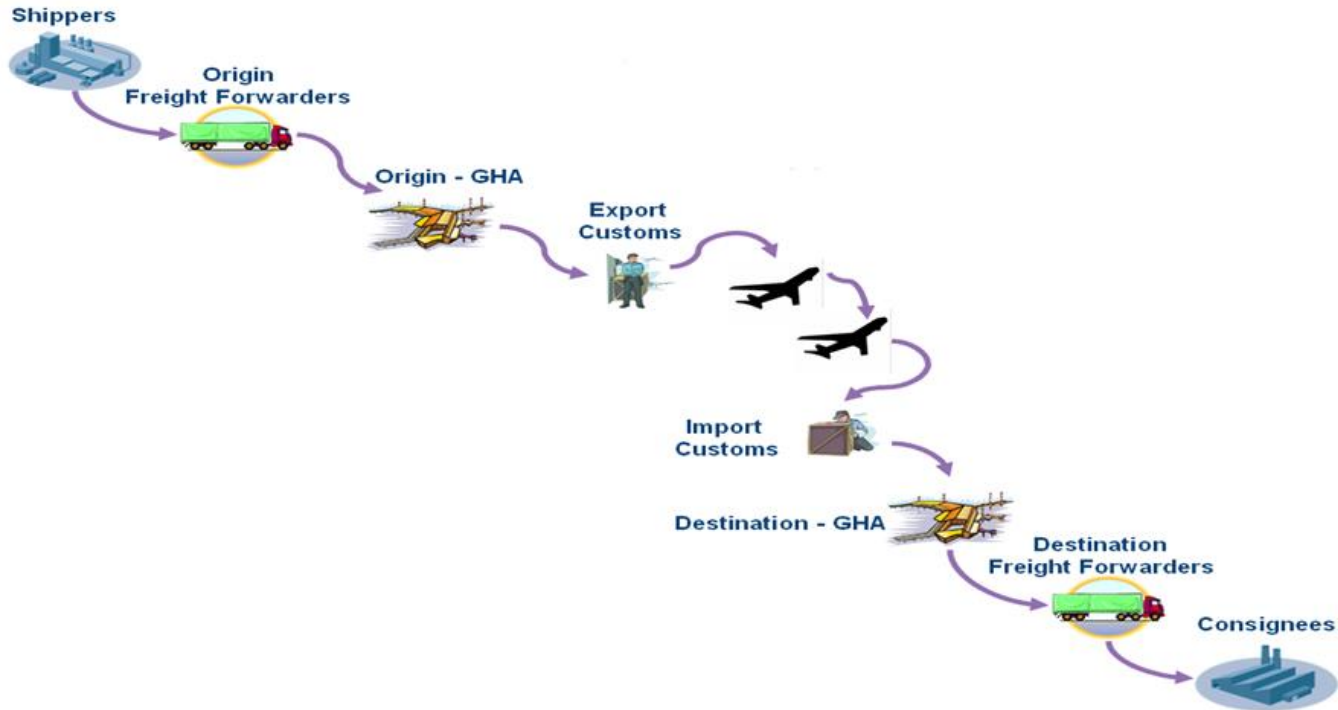 Shippers
Origin
Freight Forwarders
Origin - GHA
Export
Customs
Import
Customs
Destination - GHA
Destination
Freight Forwarders
Consignees